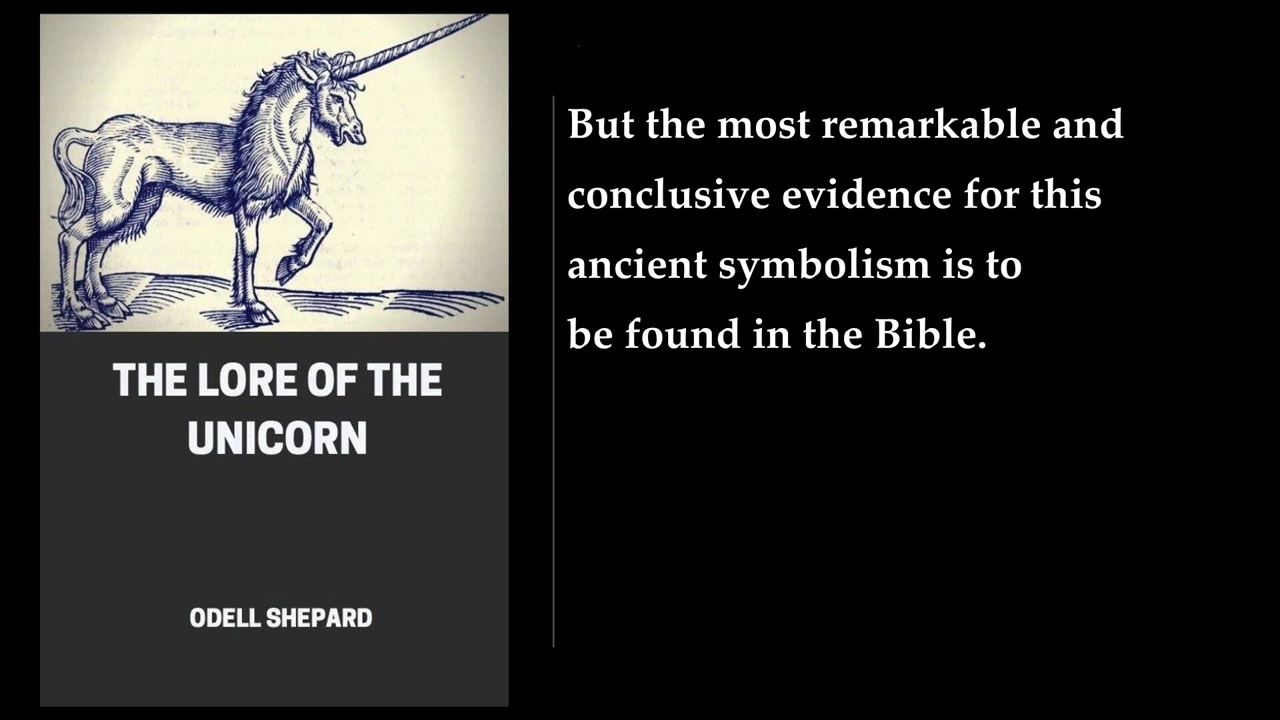 THE LORE OF THE
UNICORN
ODELL SHEPARD
But the most remarkable and
conclusive evidence for this
ancient symbolism is to
be found in the Bible.